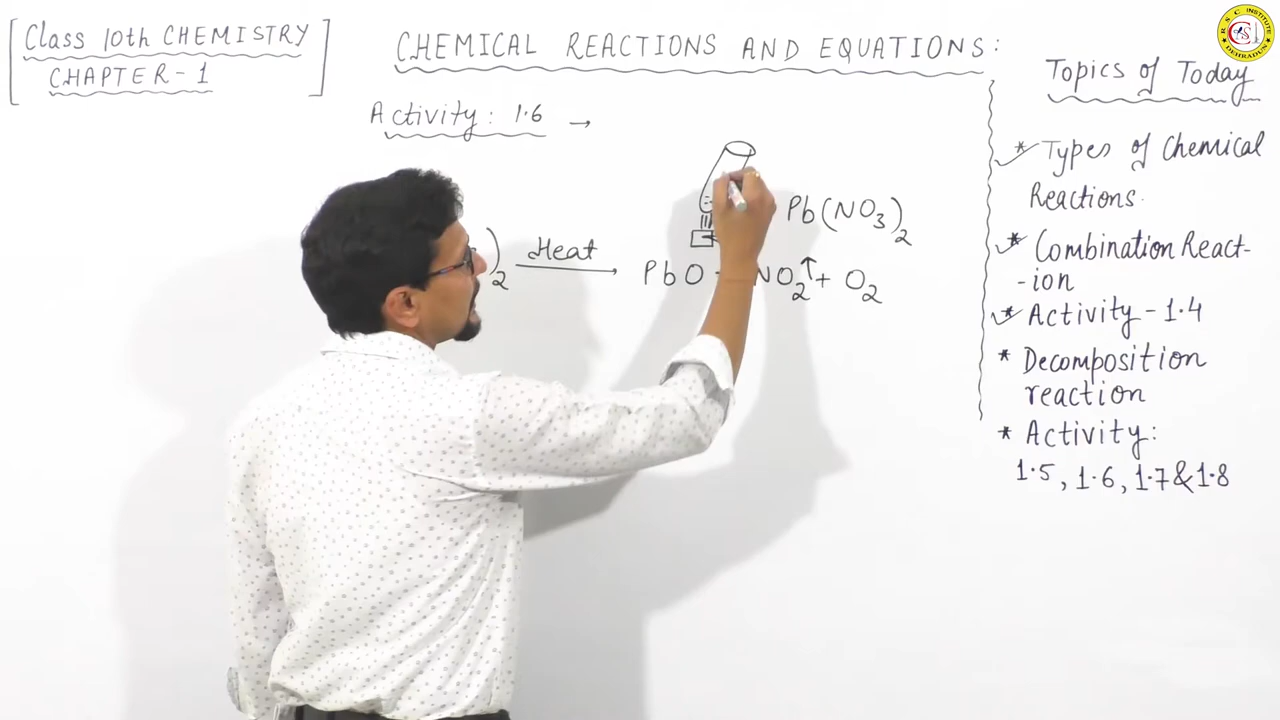 Class 10th CHEMISTRY
CHAPTER-1
CHEMICAL REACTIONS AND EQUATIONS:
Activity: 1.6 →
Pb(NO3)2
)2 Heat → PbO NO2↑ + O2
Topics of Today
* Types of Chemical
Reactions.
* Combination React-
-ion
* Activity-1.4
* Decomposition
reaction
* Activity:
1.5, 1.6, 1.7 & 1.8
R S C INSTITUTE
DEHRADUN